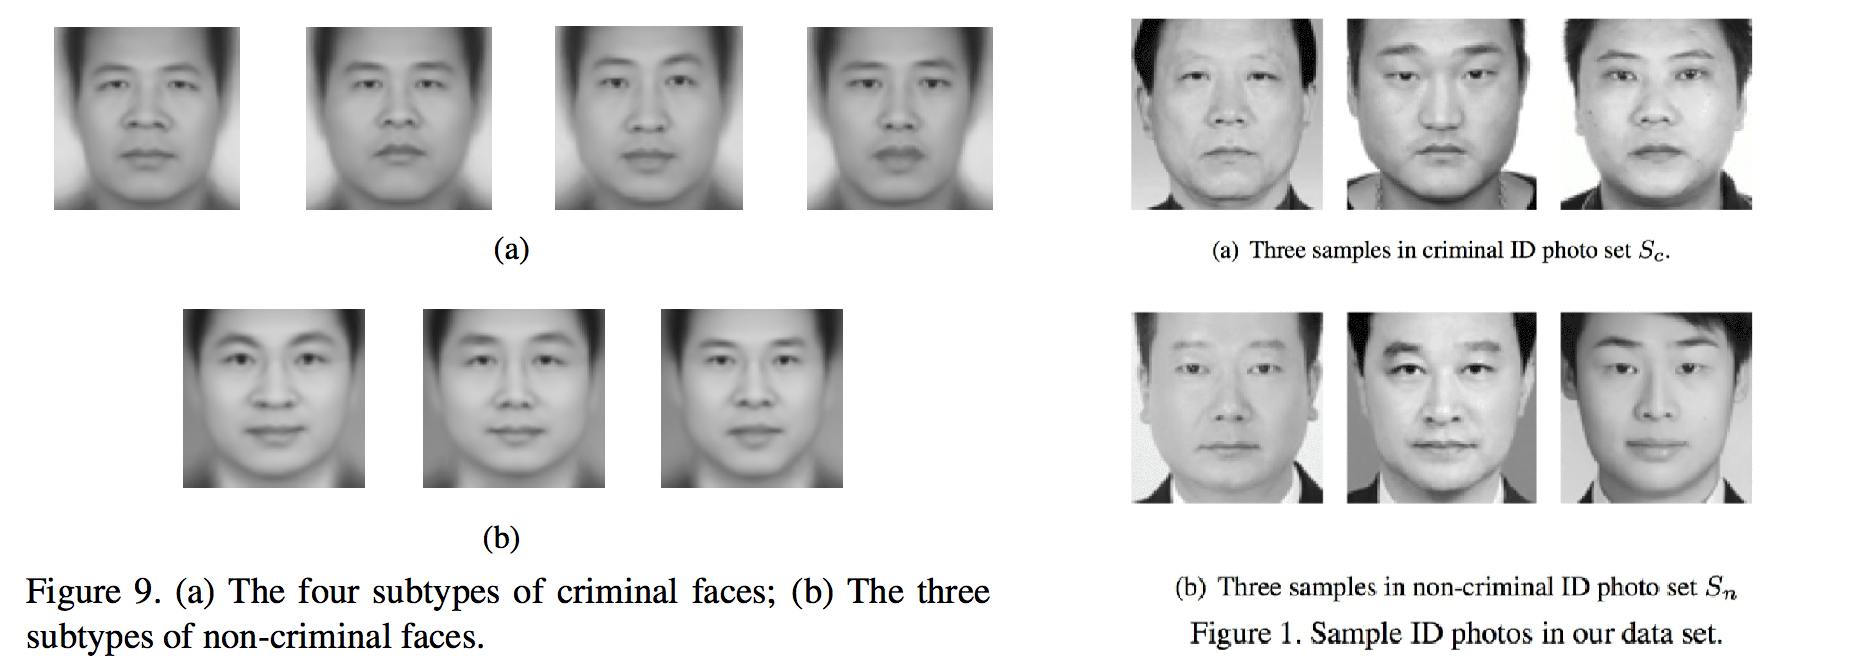 (a)
(b)
Figure 9. (a) The four subtypes of criminal faces; (b) The three
subtypes of non-criminal faces.
(a) Three samples in criminal ID photo set Sc.
(b) Three samples in non-criminal ID photo set Sn
Figure 1. Sample ID photos in our data set.